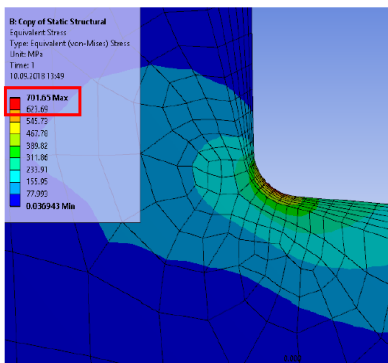 B: Copy of Static Structural
Equivalent Stress
Type: Equivalent (von-Mises) Stress
Unit: MPa
Time: 1
10.09.2018 13:49
701.65 Max
623.69
545.73
467.78
389.82
311.86
233.91
155.95
77.993
0.036943 Min